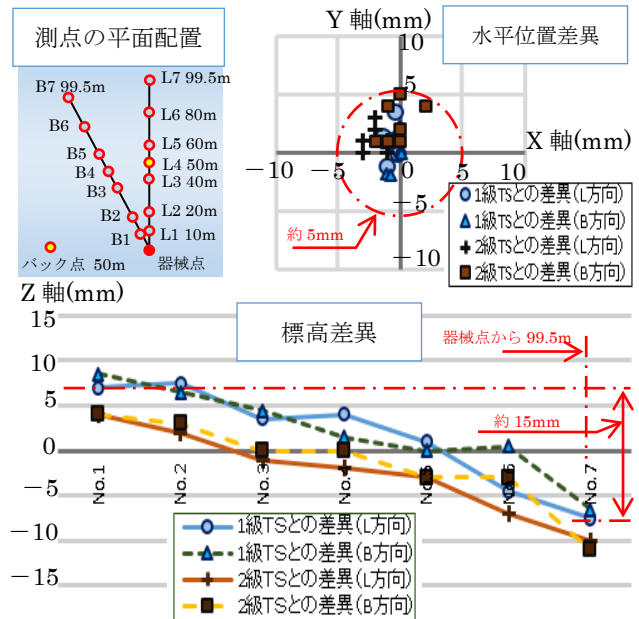 測点の平面配置
B7 99.5m
B6
B5
B4
B3
B2
B1
L7 99.5m
L6 80m
L5 60m
L4 50m
L3 40m
L2 20m
L1 10m
バック点 50m
器械点
Y 軸(mm)
水平位置差異
10
5
X 軸(mm)
−10
−5
0
5
10
−5
−10
約 5mm
1級TSとの差異(L方向)
1級TSとの差異(B方向)
2級TSとの差異(L方向)
2級TSとの差異(B方向)
Z 軸(mm)
標高差異
器械点から 99.5m
約 15mm
15
10
5
0
−5
−10
−15
No.1
No.2
No.3
No.5
No.7
1級TSとの差異(L方向)
1級TSとの差異(B方向)
2級TSとの差異(L方向)
2級TSとの差異(B方向)